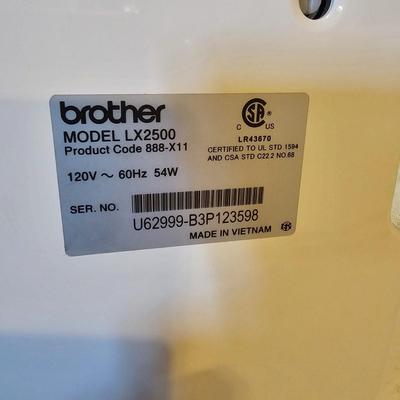 brother
MODEL LX2500
Product Code 888-X11
120V ~ 60Hz 54W
SER. NO.
U62999-B3P123598
MADE IN VIETNAM
C US
LR43670
CERTIFIED TO UL STD 1594
AND CSA STD C22.2 NO.68